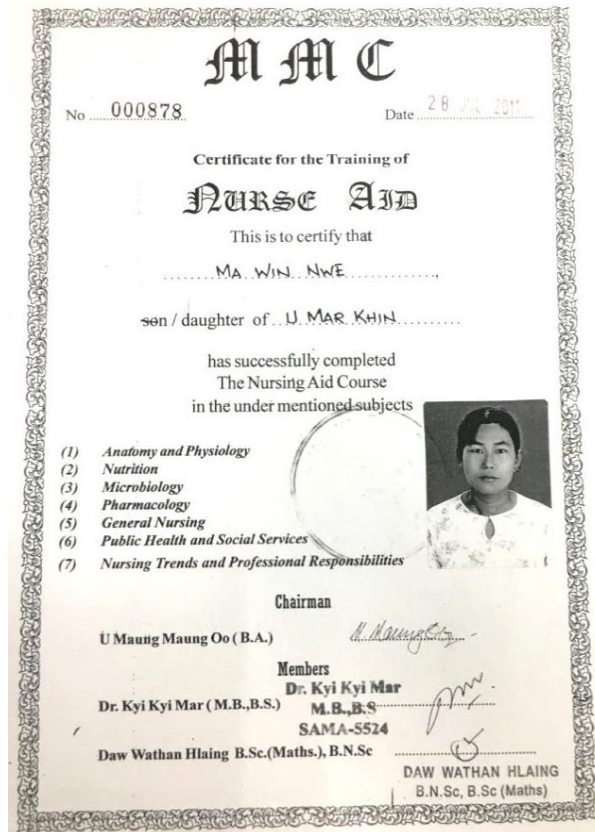 MMC
No 000878
Date 28 2011
Certificate for the Training of
NURSE AID
This is to certify that
MA WIN NWE
son / daughter of U MAR KHIN
has successfully completed
The Nursing Aid Course
in the under mentioned subjects
(1) Anatomy and Physiology
(2) Nutrition
(3) Microbiology
(4) Pharmacology
(5) General Nursing
(6) Public Health and Social Services
(7) Nursing Trends and Professional Responsibilities
Chairman
U Maung Maung Oo ( B.A.)
Members
Dr. Kyi Kyi Mar
Dr. Kyi Kyi Mar ( M.B.,B.S.) M.B.,B.S
SAMA-5524
Daw Wathan Hlaing B.Sc.(Maths.), B.N.Sc
DAW WATHAN HLAING
B.N.Sc, B.Sc (Maths)